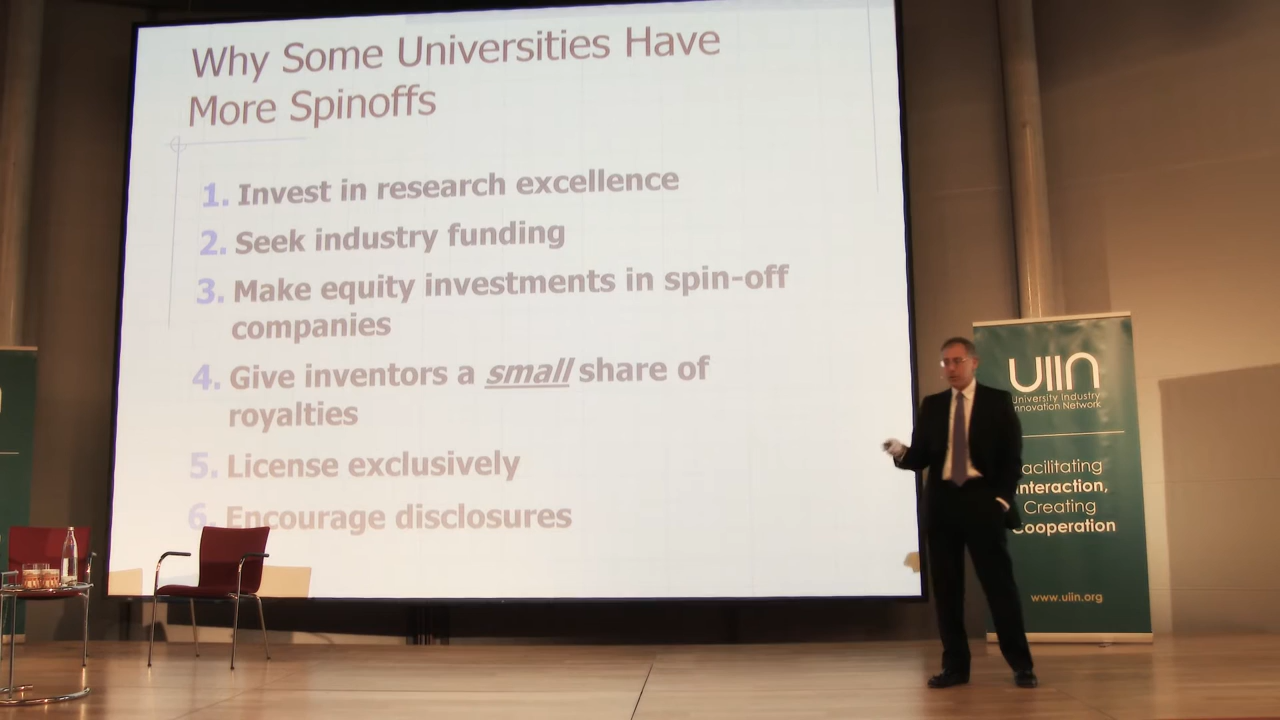 Why Some Universities Have
More Spinoffs
1. Invest in research excellence
2. Seek industry funding
3. Make equity investments in spin-off
companies
4. Give inventors a small share of
royalties
5. License exclusively
6. Encourage disclosures
UIIN
University Industry
Innovation Network
acilitating
Interaction,
Creating
Cooperation
www.uiin.org